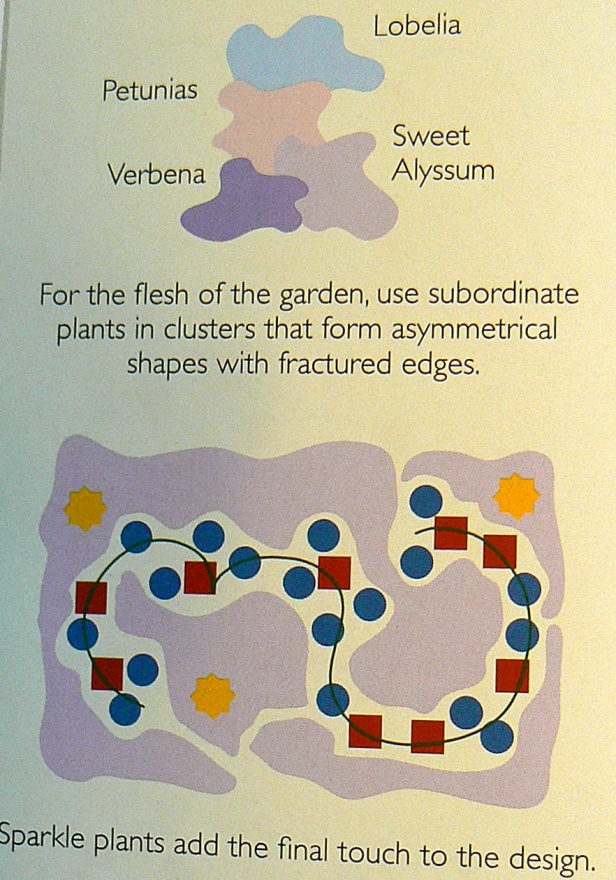 Lobelia
Petunias
Sweet
Alyssum
Verbena
For the flesh of the garden, use subordinate
plants in clusters that form asymmetrical
shapes with fractured edges.
Sparkle plants add the final touch to the design.